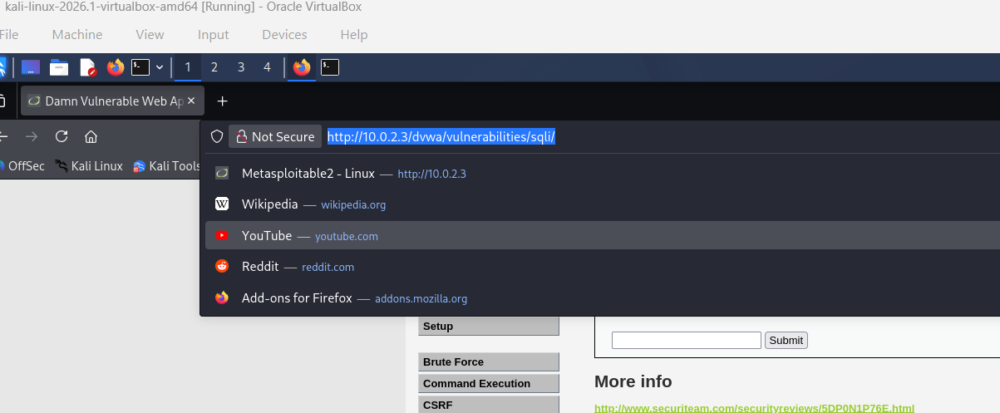 kali-linux-2026.1-virtualbox-amd64 [Running] - Oracle VirtualBox
File Machine View Input Devices Help
1 2 3 4
Damn Vulnerable Web Ap
Not Secure http://10.0.2.3/dvwa/vulnerabilities/sqli/
OffSec Kali Linux Kali Tools
Metasploitable2 - Linux — http://10.0.2.3
Wikipedia — wikipedia.org
YouTube — youtube.com
Reddit — reddit.com
Add-ons for Firefox — addons.mozilla.org
Setup
Submit
Brute Force
Command Execution
CSRF
More info
http://www.securiteam.com/securityreviews/5DP0N1P76E.html